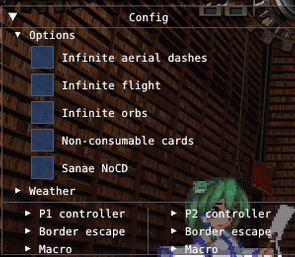 Config
Options
Infinite aerial dashes
Infinite flight
Infinite orbs
Non-consumable cards
Sanae NoCD
Weather
P1 controller P2 controller
Border escape Border escape
Macro Macro